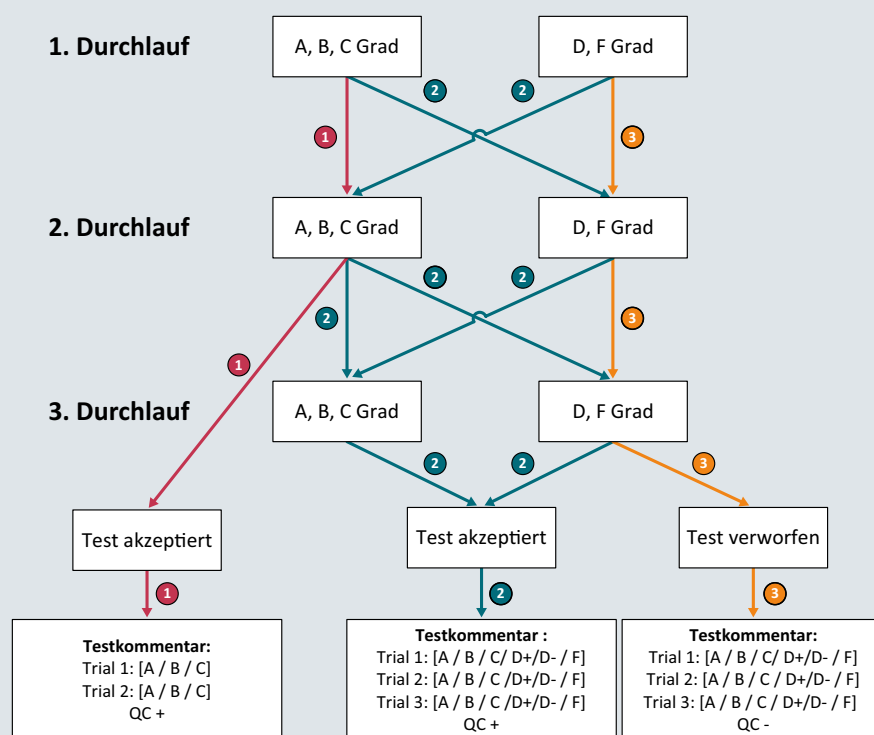 1. Durchlauf
A, B, C Grad
D, F Grad
2
2
1
3
2. Durchlauf
A, B, C Grad
D, F Grad
2
2
2
3
1
3. Durchlauf
A, B, C Grad
D, F Grad
2
2
3
Test akzeptiert
Test akzeptiert
Test verworfen
1
2
3
Testkommentar:
Trial 1: [A / B / C]
Trial 2: [A / B / C]
QC +
Testkommentar :
Trial 1: [A / B / C/ D+/D- / F]
Trial 2: [A / B / C /D+/D- / F]
Trial 3: [A / B / C /D+/D- / F]
QC +
Testkommentar:
Trial 1: [A / B / C/ D+/D- / F]
Trial 2: [A / B / C / D+/D- / F]
Trial 3: [A / B / C / D+/D- / F]
QC -